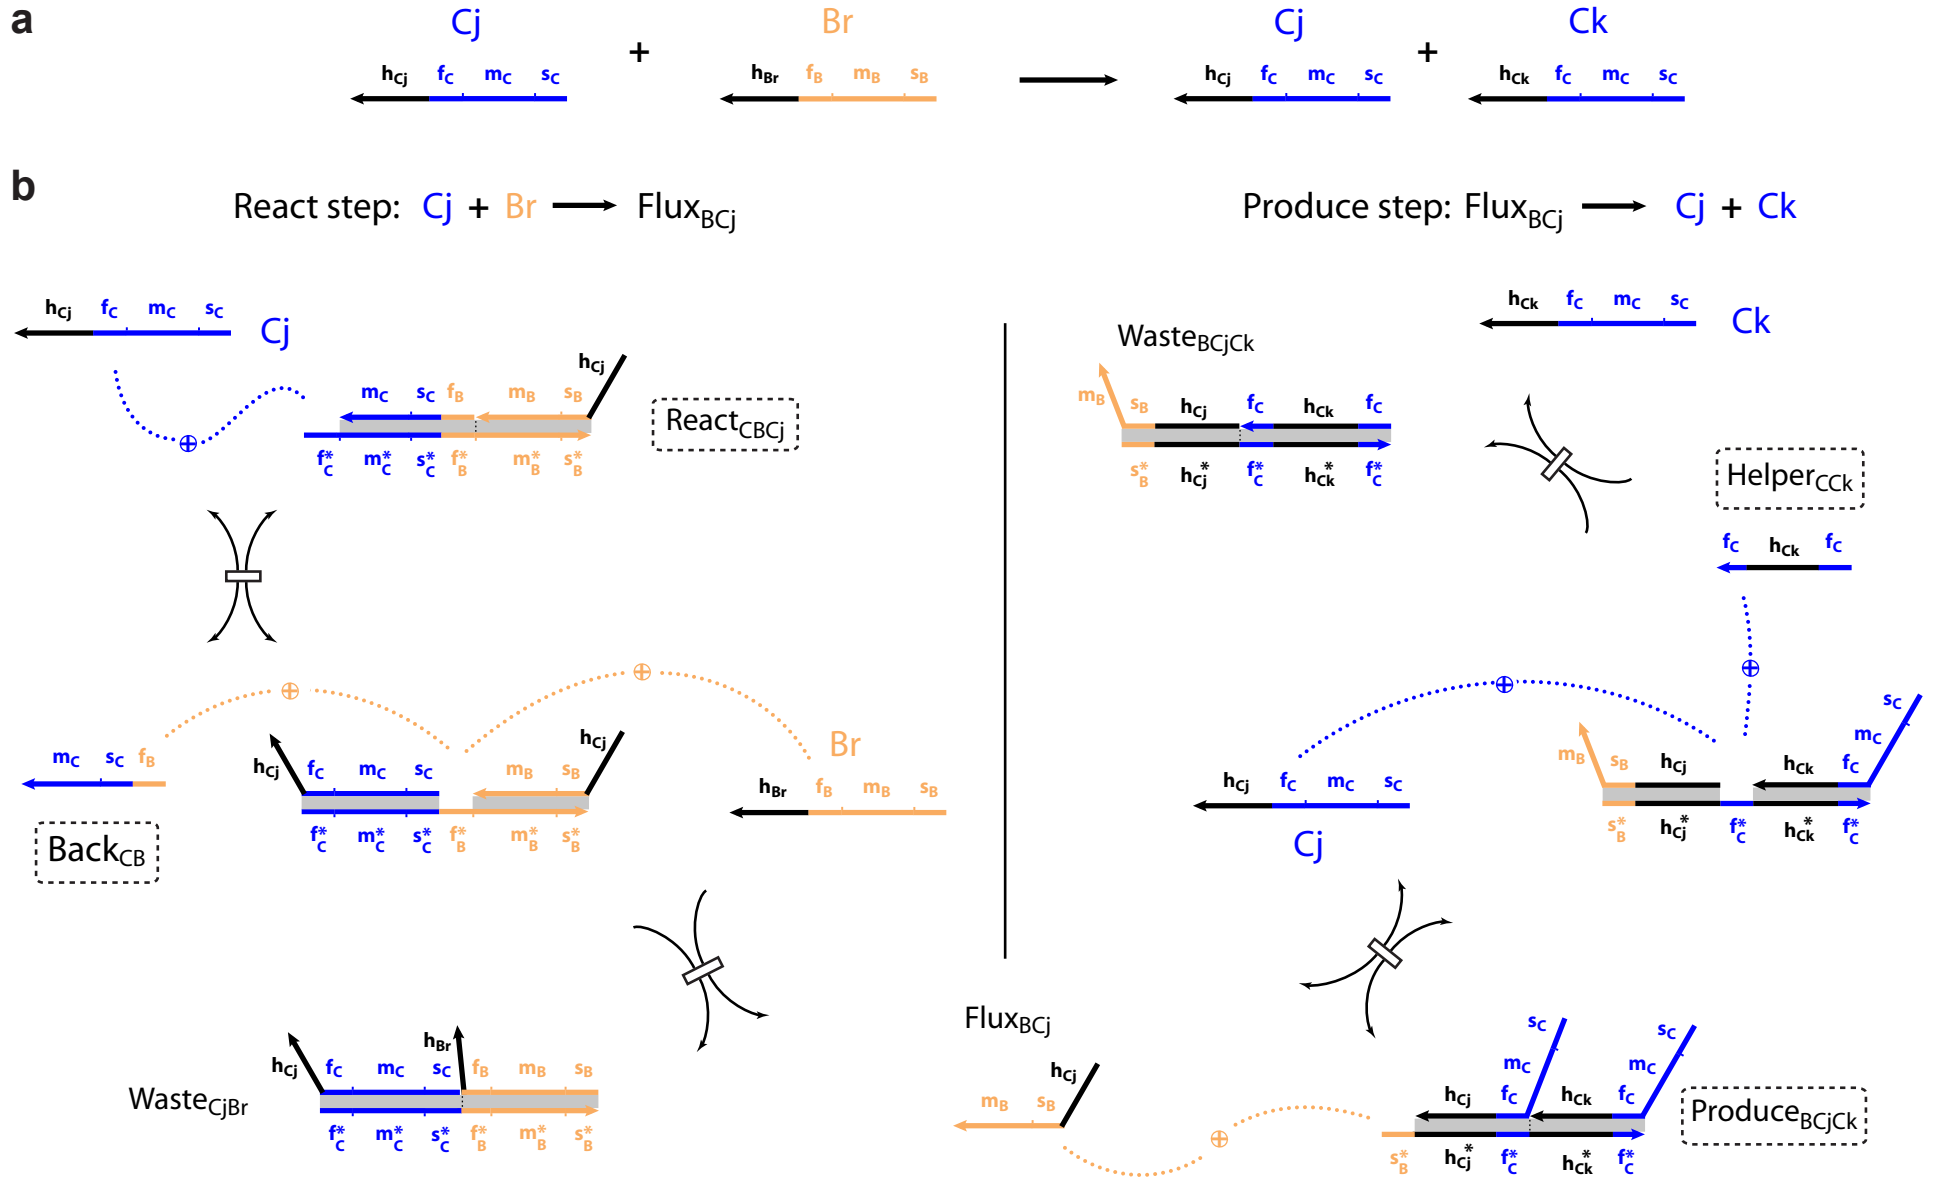 a
Cj + Br Cj + Ck
hCj fC mC sC hBr fB mB sB hCj fC mC sC hCk fC mC sC
b
React step: Cj + Br FluxBCj
Produce step: FluxBCj Cj + Ck
hCj fC mC sC
Cj
hCj
mC sC fB mB sB
f*C m*C s*C f*B m*B s*B
ReactCBCj
mC sC fB
BackCB
hCj fC mC sC mB sB hCj
f*C m*C s*C f*B m*B s*B
Br
hBr fB mB sB
WasteCjBr
hCj fC mC sC hBr fB mB sB
f*C m*C s*C f*B m*B s*B
hCk fC mC sC
Ck
WasteBCjCk
mB sB hCj fC hCk fC
s*B h*Cj f*C h*Ck f*C
HelperCCk
fC hCk fC
hCj fC mC sC
Cj
mB sB hCj hCk fC mC sC
s*B h*Cj f*C h*Ck f*C
FluxBCj
mB sB hCj
sC sC
mC mC
hCj fC hCk fC
s*B h*Cj f*C h*Ck f*C
ProduceBCjCk